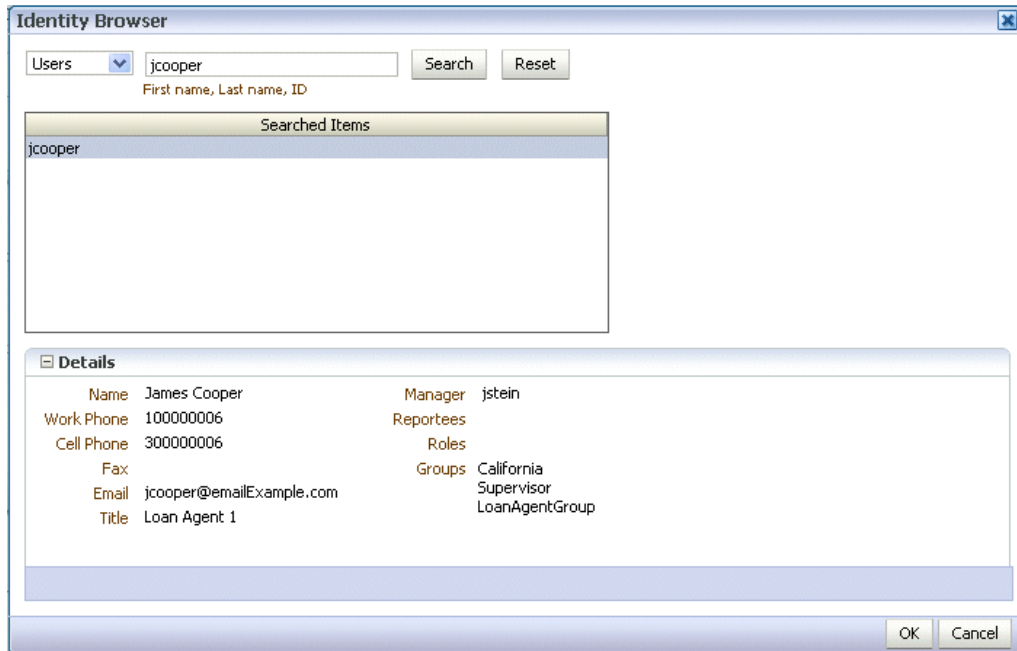 Identity Browser
Users jcooper Search Reset
First name, Last name, ID
Searched Items
jcooper
Details
Name James Cooper
Work Phone 100000006
Cell Phone 300000006
Fax
Email jcooper@emailExample.com
Title Loan Agent 1
Manager jstein
Reportees
Roles
Groups California
Supervisor
LoanAgentGroup
OK Cancel